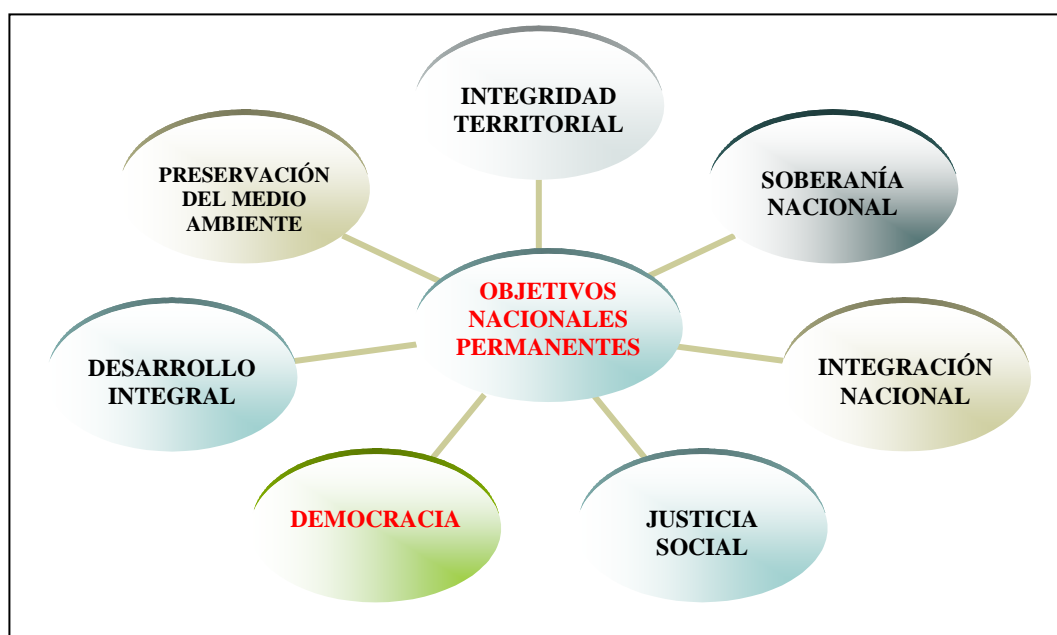 INTEGRIDAD
TERRITORIAL
PRESERVACIÓN
DEL MEDIO
AMBIENTE
SOBERANÍA
NACIONAL
OBJETIVOS
NACIONALES
PERMANENTES
DESARROLLO
INTEGRAL
INTEGRACIÓN
NACIONAL
DEMOCRACIA
JUSTICIA
SOCIAL